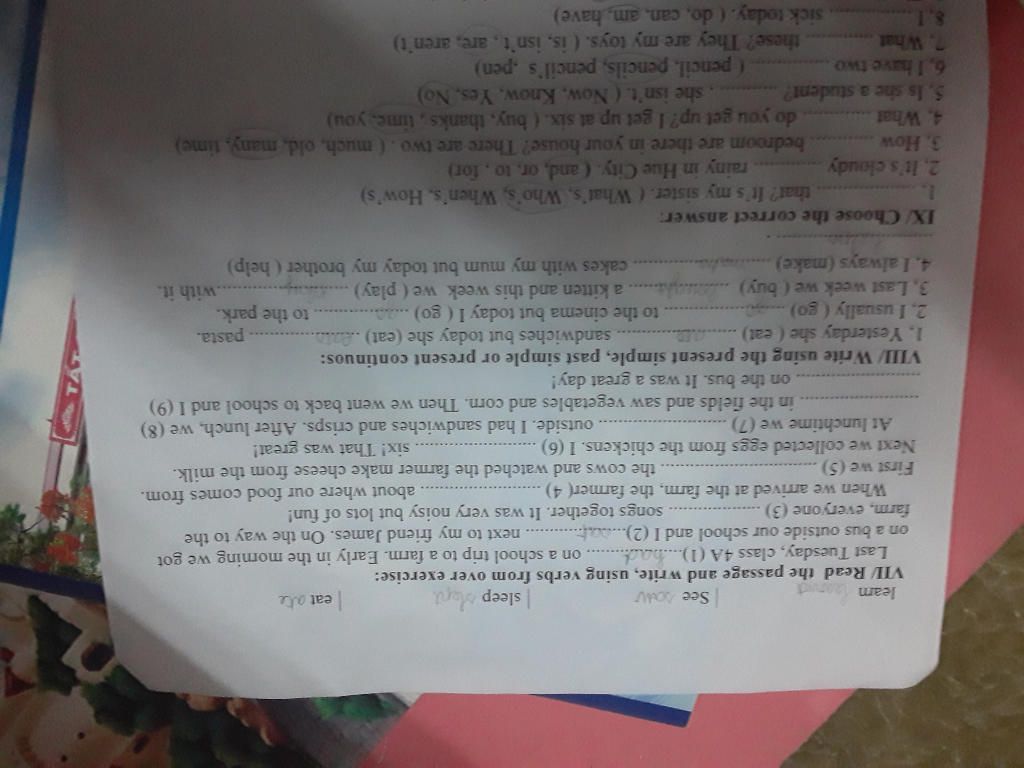 learn learnd | See saw | sleep slept | eat ate
VII/ Read the passage and write, using verbs from over exercise:
Last Tuesday, class 4A (1)....had.... on a school trip to a farm. Early in the morning we got
on a bus outside our school and I (2)....sat.... next to my friend James. On the way to the
farm, everyone (3) .................. songs together. It was very noisy but lots of fun!
When we arrived at the farm, the farmer( 4) ........................ about where our food comes from.
First we (5) ............................... the cows and watched the farmer make cheese from the milk.
Next we collected eggs from the chickens. I (6) ........................ six! That was great!
At lunchtime we (7) .......................... outside. I had sandwiches and crisps. After lunch, we (8)
........................ in the fields and saw vegetables and corn. Then we went back to school and I (9)
......................... on the bus. It was a great day!
VIII/ Write using the present simple, past simple or present continuos:
1, Yesterday she ( eat) ........................ sandwiches but today she (eat) ...................... pasta.
2. I usually ( go) .....go.......... to the cinema but today I ( go) ................... to the park.
3, Last week we ( buy) .................... a kitten and this week we ( play) .....................with it.
4, I always (make) ........................... cakes with my mum but today my brother ( help)
............................... .
IX/ Choose the correct answer:
1, .................... that? It's my sister. ( What's, Who's, When's, How's)
2, It's cloudy .............. rainy in Hue City. ( and, or, to , for)
3, How ............. bedroom are there in your house? There are two . ( much, old, many, time)
4, What .............. do you get up? I get up at six. ( buy, thanks , time, you)
5, Is she a student? ............ , she isn't. ( Now, Know, Yes, No)
6, I have two ................ ( pencil, pencils, pencil's ,pen)
7, What .............. these? They are my toys. ( is, isn't , are, aren't)
8, I ................. sick today. ( do, can, am, have)
TẤT